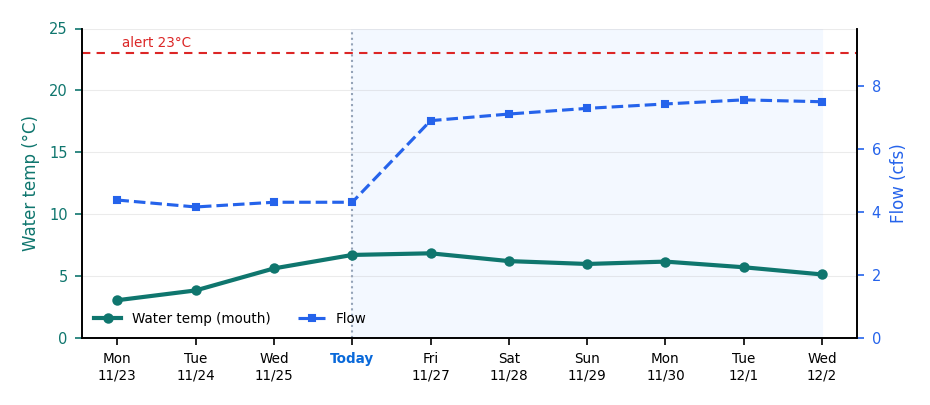 25
alert 23°C
20
15
10
5
0
Water temp (°C)
8
6
4
2
0
Flow (cfs)
Water temp (mouth)
Flow
Mon
11/23
Tue
11/24
Wed
11/25
Today
Fri
11/27
Sat
11/28
Sun
11/29
Mon
11/30
Tue
12/1
Wed
12/2